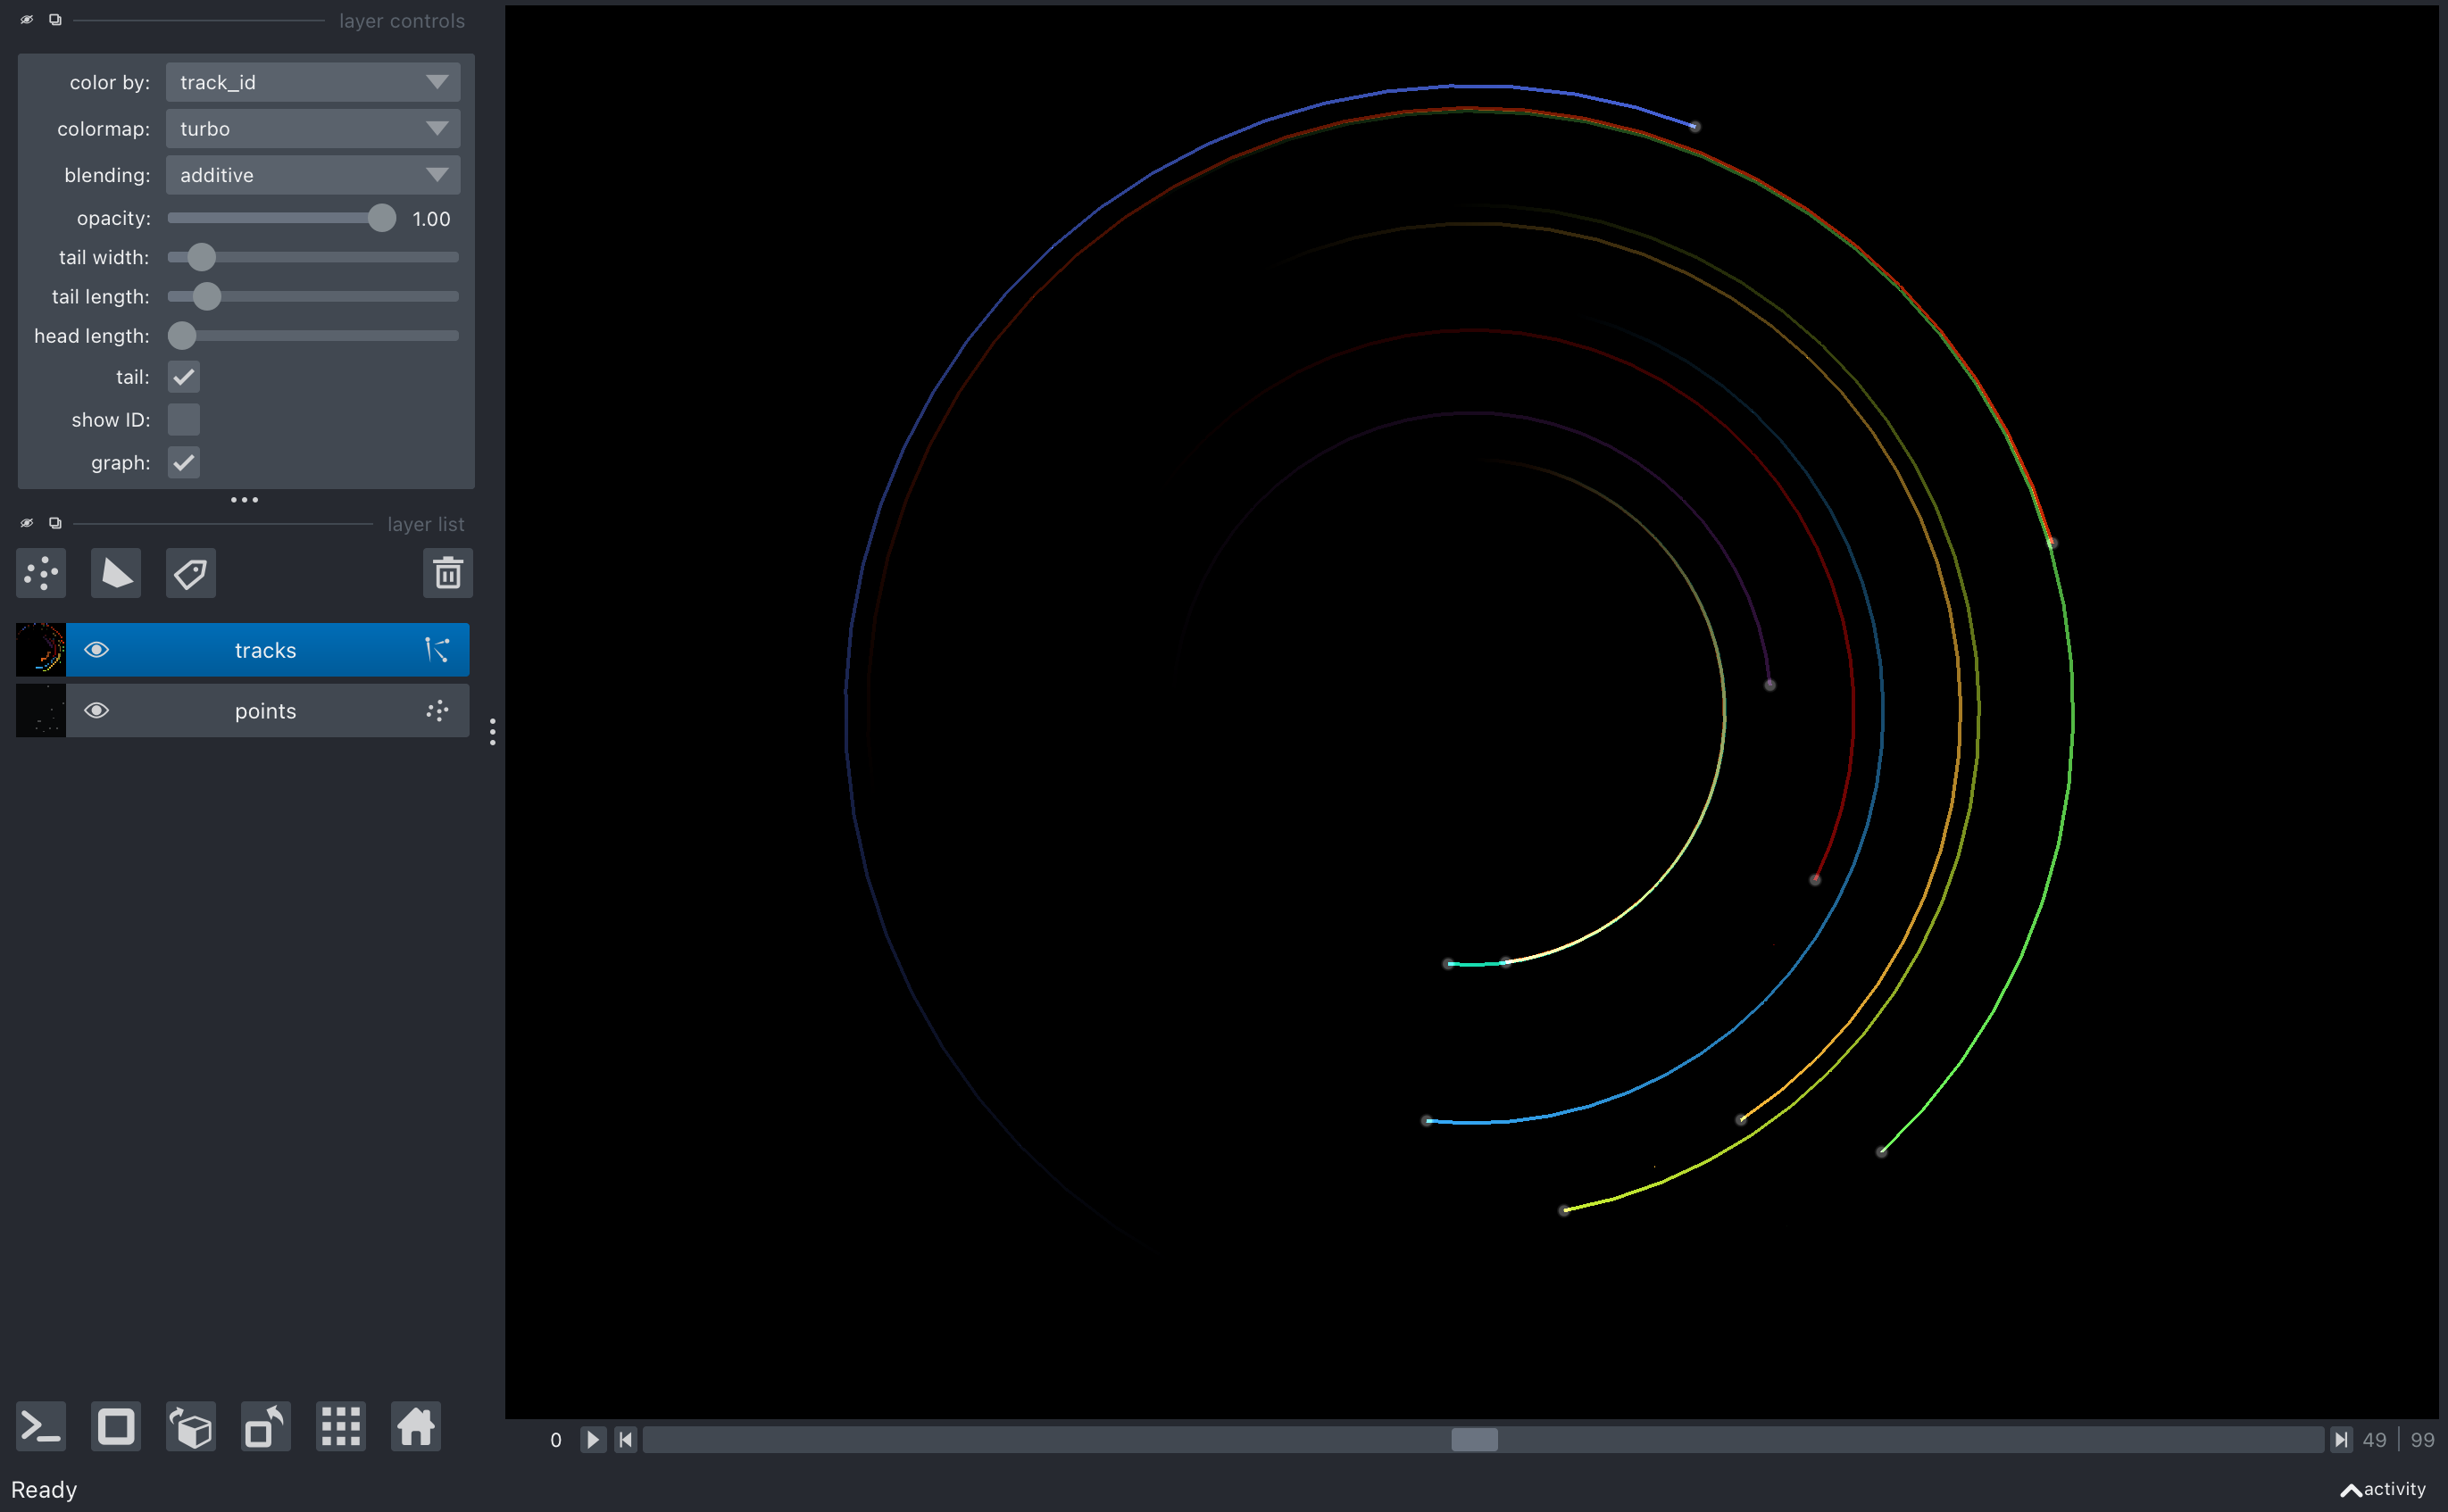 layer controls
color by: track_id
colormap: turbo
blending: additive
opacity: 1.00
tail width:
tail length:
head length:
tail:
show ID:
graph:
layer list
tracks
points
0 49 99
Ready activity